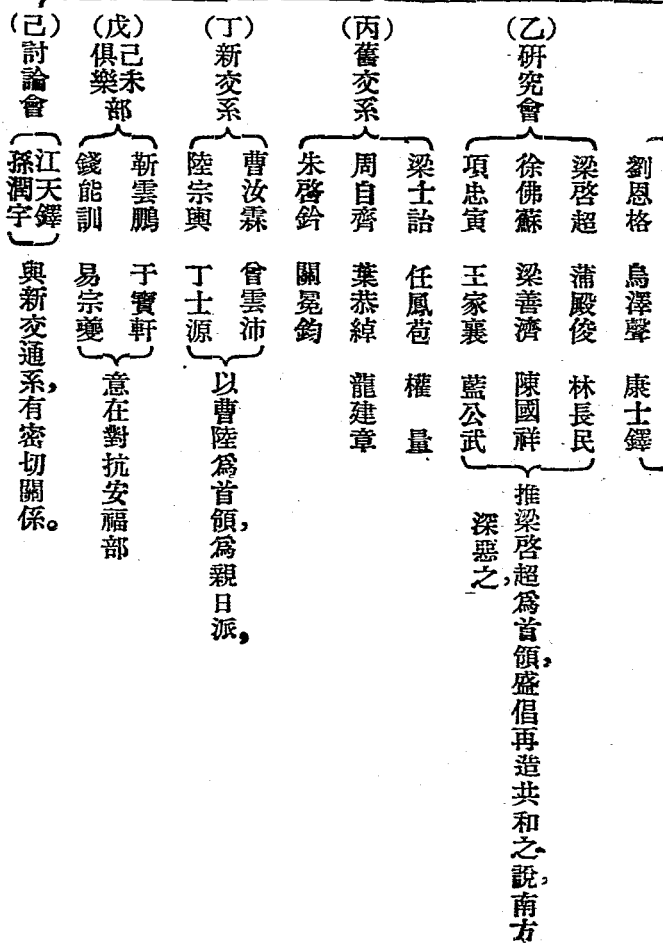 劉恩格 烏澤聲 康士鐸
(乙)研究會
梁啓超 蒲殿俊 林長民
徐佛蘇 梁善濟 陳國祥
項忠寅 王家襄 藍公武
推梁啓超爲首領，盛倡再造共和之說，南方
深惡之，
(丙)舊交系
梁士詒 任鳳苞 權 量
周自齊 葉恭綽 龍建章
朱啓鈐 關冕鈞
(丁)新交系
曹汝霖 曾雲沛
陸宗輿 丁士源
以曹陸爲首領，爲親日派，
(戊)己未俱樂部
靳雲鵬 于寶軒
錢能訓 易宗夔
意在對抗安福部
(己)討論會
江天鐸
孫潤宇
與新交通系，有密切關係。